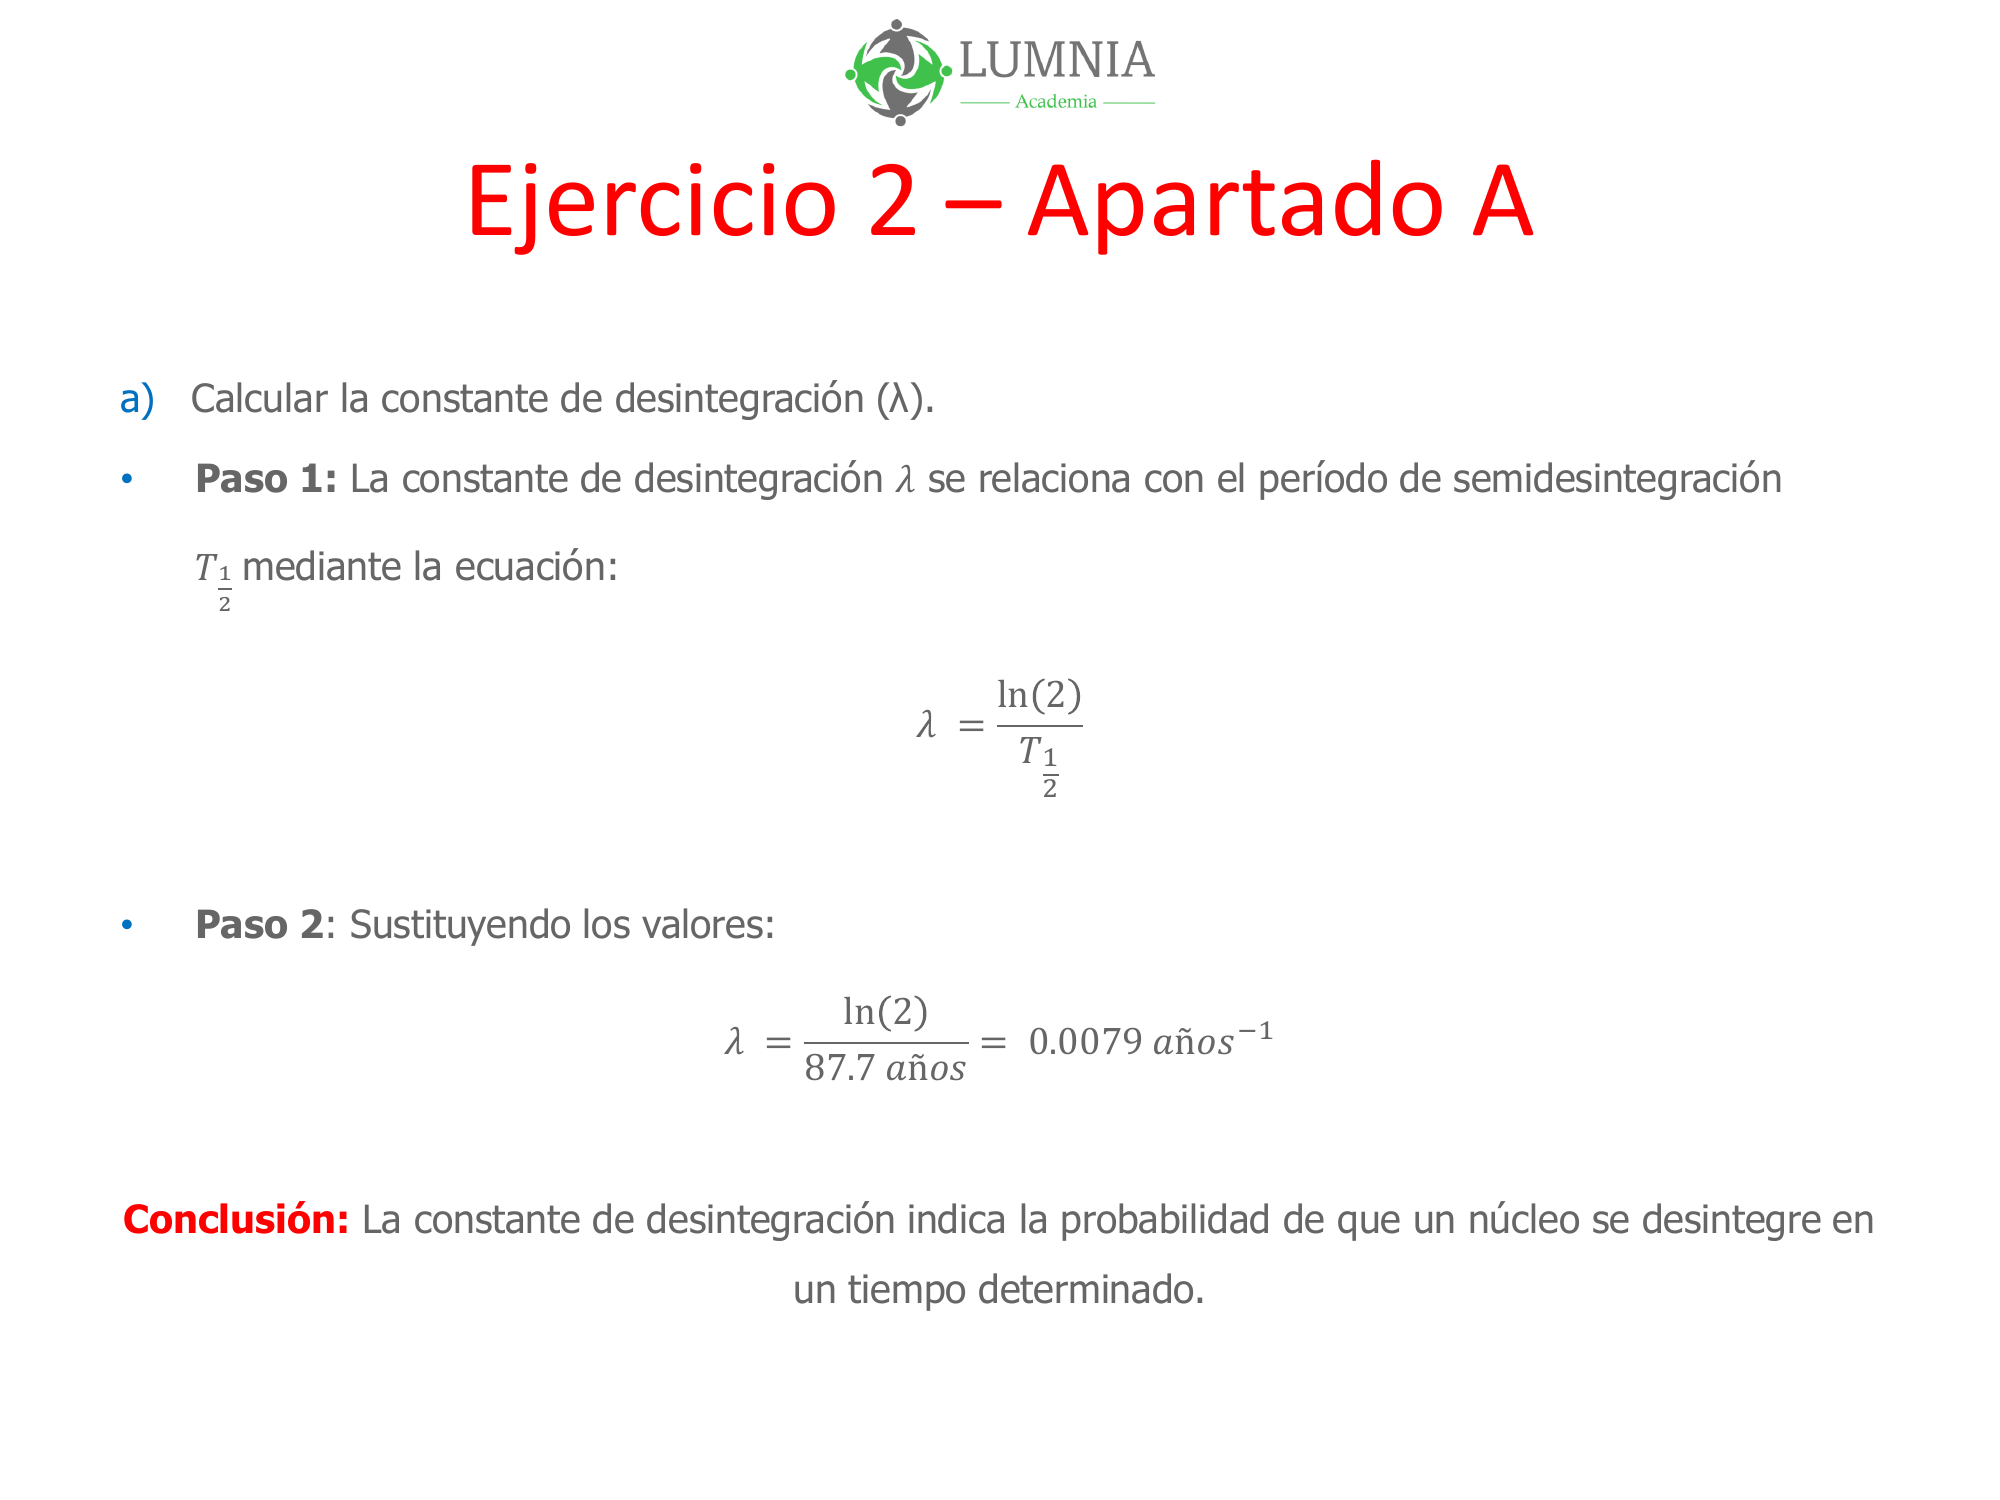 LUMNIA
Academia
Ejercicio 2 – Apartado A
a) Calcular la constante de desintegración (λ).
• Paso 1: La constante de desintegración λ se relaciona con el período de semidesintegración
T_{\frac{1}{2}} mediante la ecuación:
λ = \frac{ln(2)}{T_{\frac{1}{2}}}
• Paso 2: Sustituyendo los valores:
λ = \frac{ln(2)}{87.7 años} = 0.0079 años^{-1}
Conclusión: La constante de desintegración indica la probabilidad de que un núcleo se desintegre en
un tiempo determinado.